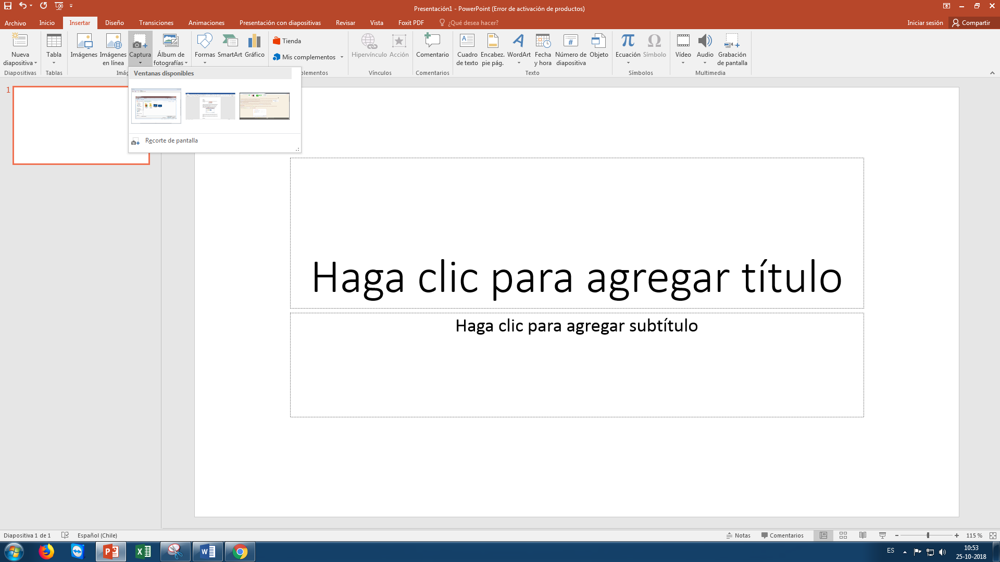 Presentación1 - PowerPoint (Error de activación de productos)
Archivo Inicio Insertar Diseño Transiciones Animaciones Presentación con diapositivas Revisar Vista Foxit PDF ¿Qué desea hacer? Iniciar sesión Compartir
Nueva diapositiva
Tabla
Imágenes
Imágenes en línea
Captura
Álbum de fotografías
Formas
SmartArt
Gráfico
Tienda
Mis complementos
Hipervínculo
Acción
Comentario
Cuadro de texto
Encabez. pie pág.
WordArt
Fecha y hora
Número de diapositiva
Objeto
Ecuación
Símbolo
Vídeo
Audio
Grabación de pantalla
Diapositivas Tablas Imág lementos Vínculos Comentarios Texto Símbolos Multimedia
Ventanas disponibles
Recorte de pantalla
1
Haga clic para agregar título
Haga clic para agregar subtítulo
Diapositiva 1 de 1 Español (Chile) Notas Comentarios 115 %
ES 10:53
25-10-2018